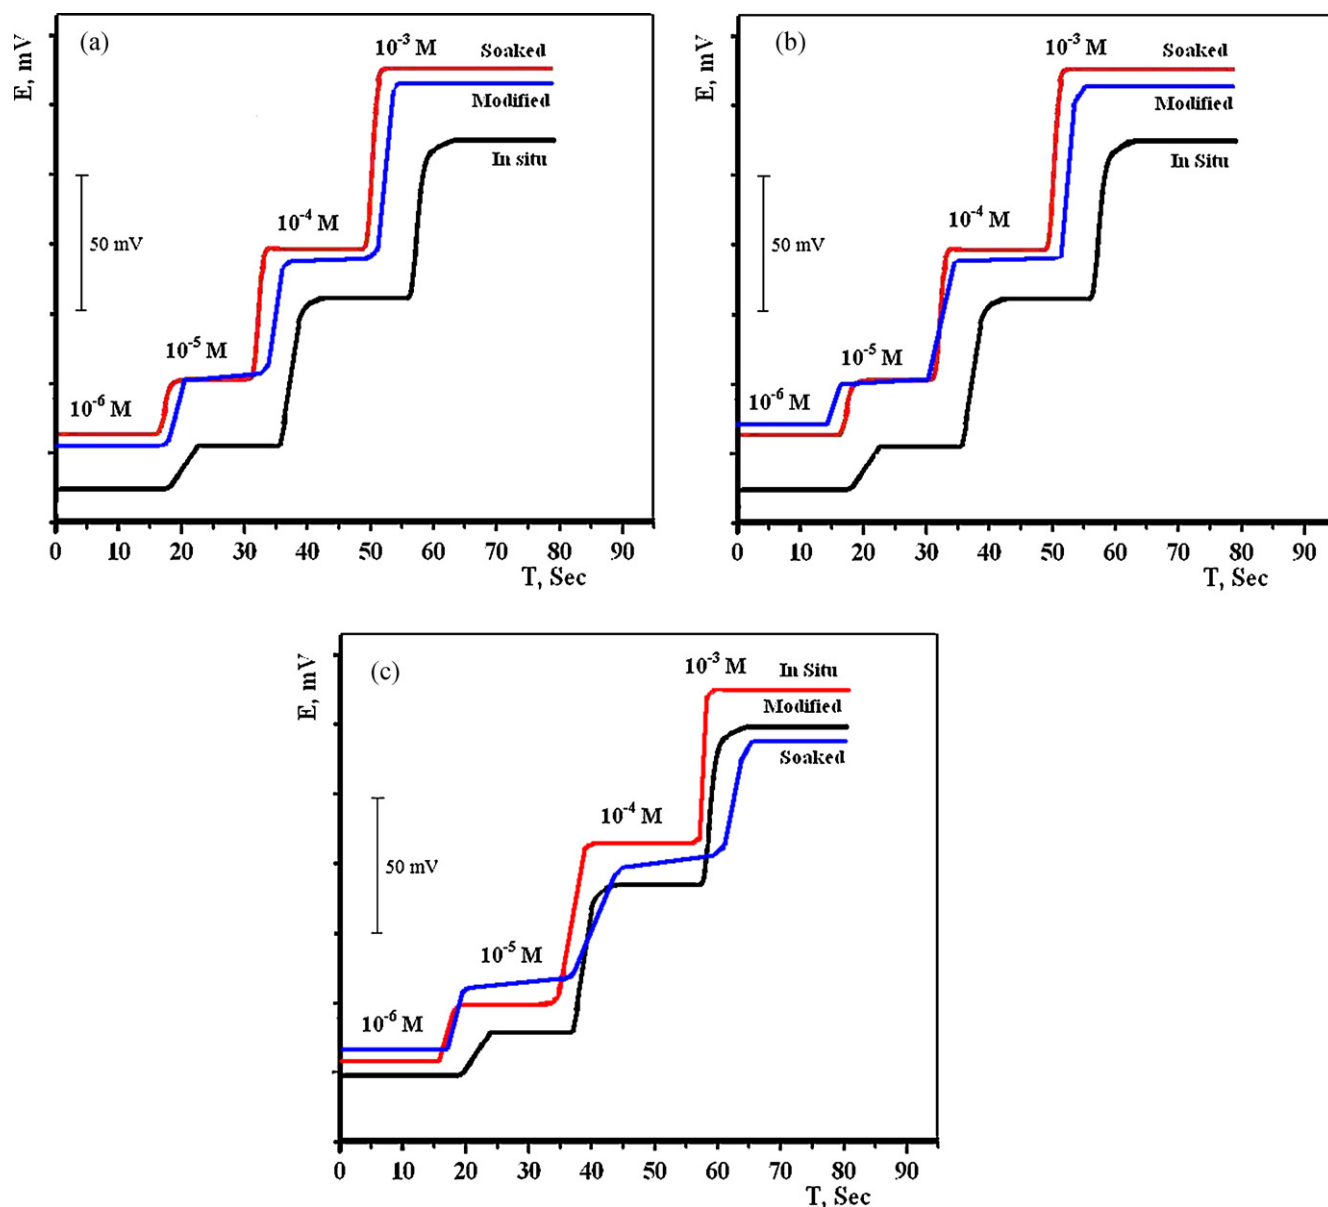 (a)
E, mV
10⁻³ M
Soaked
Modified
In situ
10⁻⁴ M
50 mV
10⁻⁵ M
10⁻⁶ M
0 10 20 30 40 50 60 70 80 90
T, Sec
(b)
E, mV
10⁻³ M
Soaked
Modified
In Situ
10⁻⁴ M
50 mV
10⁻⁵ M
10⁻⁶ M
0 10 20 30 40 50 60 70 80 90
T, Sec
(c)
E, mV
10⁻³ M
In Situ
Modified
Soaked
10⁻⁴ M
50 mV
10⁻⁵ M
10⁻⁶ M
0 10 20 30 40 50 60 70 80 90
T, Sec